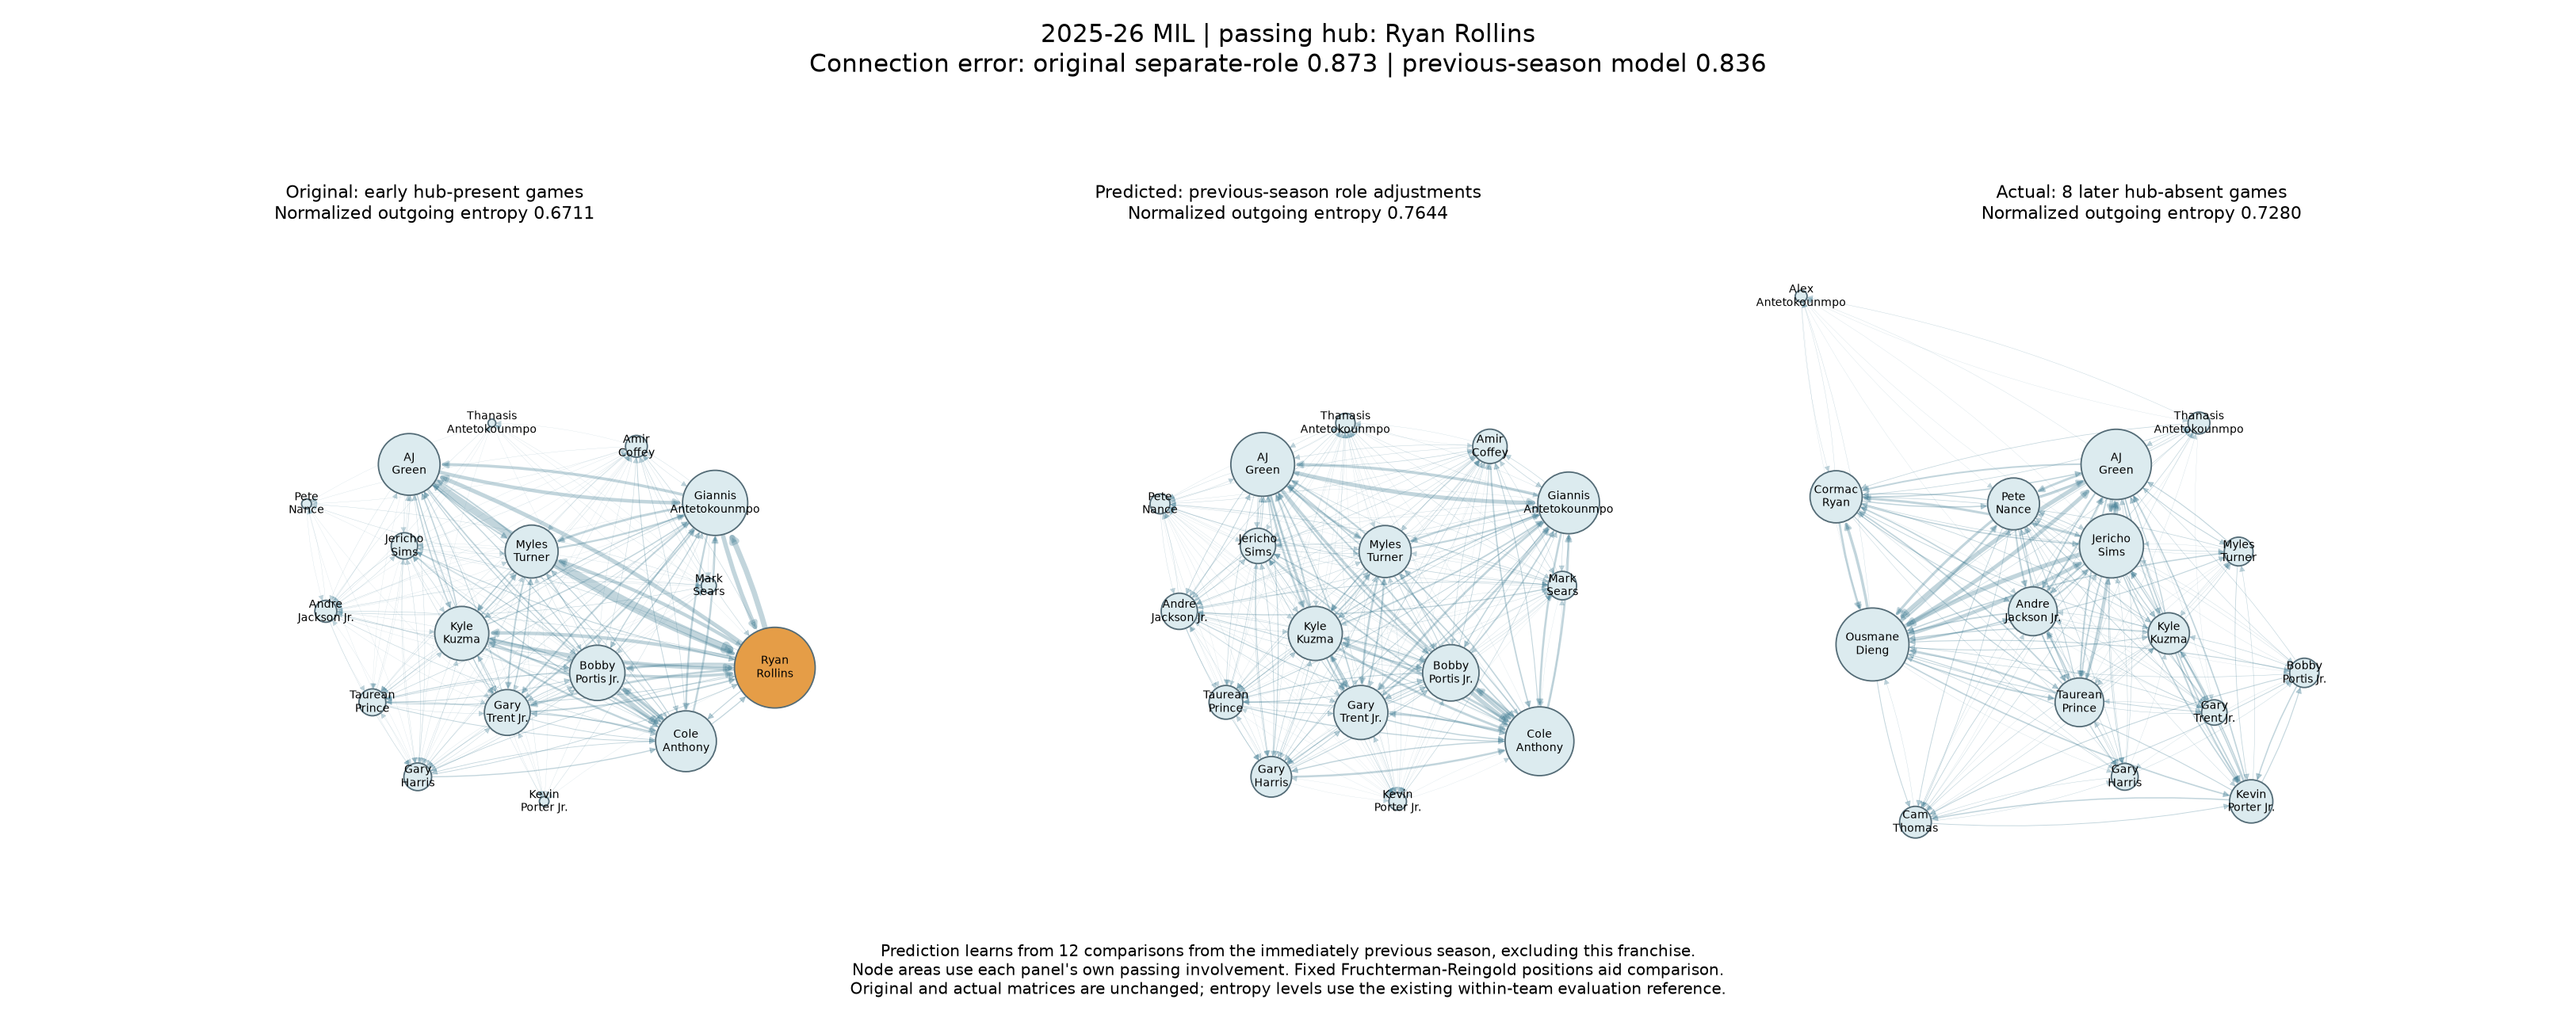 2025-26 MIL | passing hub: Ryan Rollins
Connection error: original separate-role 0.873 | previous-season model 0.836
Original: early hub-present games
Normalized outgoing entropy 0.6711
Thanasis
Antetokounmpo
Amir
Coffey
AJ
Green
Giannis
Antetokounmpo
Pete
Nance
Jericho
Sims
Myles
Turner
Mark
Sears
Andre
Jackson Jr.
Kyle
Kuzma
Ryan
Rollins
Bobby
Portis Jr.
Taurean
Prince
Gary
Trent Jr.
Cole
Anthony
Gary
Harris
Kevin
Porter Jr.
Predicted: previous-season role adjustments
Normalized outgoing entropy 0.7644
Thanasis
Antetokounmpo
Amir
Coffey
AJ
Green
Giannis
Antetokounmpo
Pete
Nance
Jericho
Sims
Myles
Turner
Mark
Sears
Andre
Jackson Jr.
Kyle
Kuzma
Bobby
Portis Jr.
Taurean
Prince
Gary
Trent Jr.
Cole
Anthony
Gary
Harris
Kevin
Porter Jr.
Actual: 8 later hub-absent games
Normalized outgoing entropy 0.7280
Alex
Antetokounmpo
Thanasis
Antetokounmpo
AJ
Green
Cormac
Ryan
Pete
Nance
Jericho
Sims
Myles
Turner
Andre
Jackson Jr.
Kyle
Kuzma
Ousmane
Dieng
Bobby
Portis Jr.
Taurean
Prince
Gary
Trent Jr.
Gary
Harris
Kevin
Porter Jr.
Cam
Thomas
Prediction learns from 12 comparisons from the immediately previous season, excluding this franchise.
Node areas use each panel's own passing involvement. Fixed Fruchterman-Reingold positions aid comparison.
Original and actual matrices are unchanged; entropy levels use the existing within-team evaluation reference.